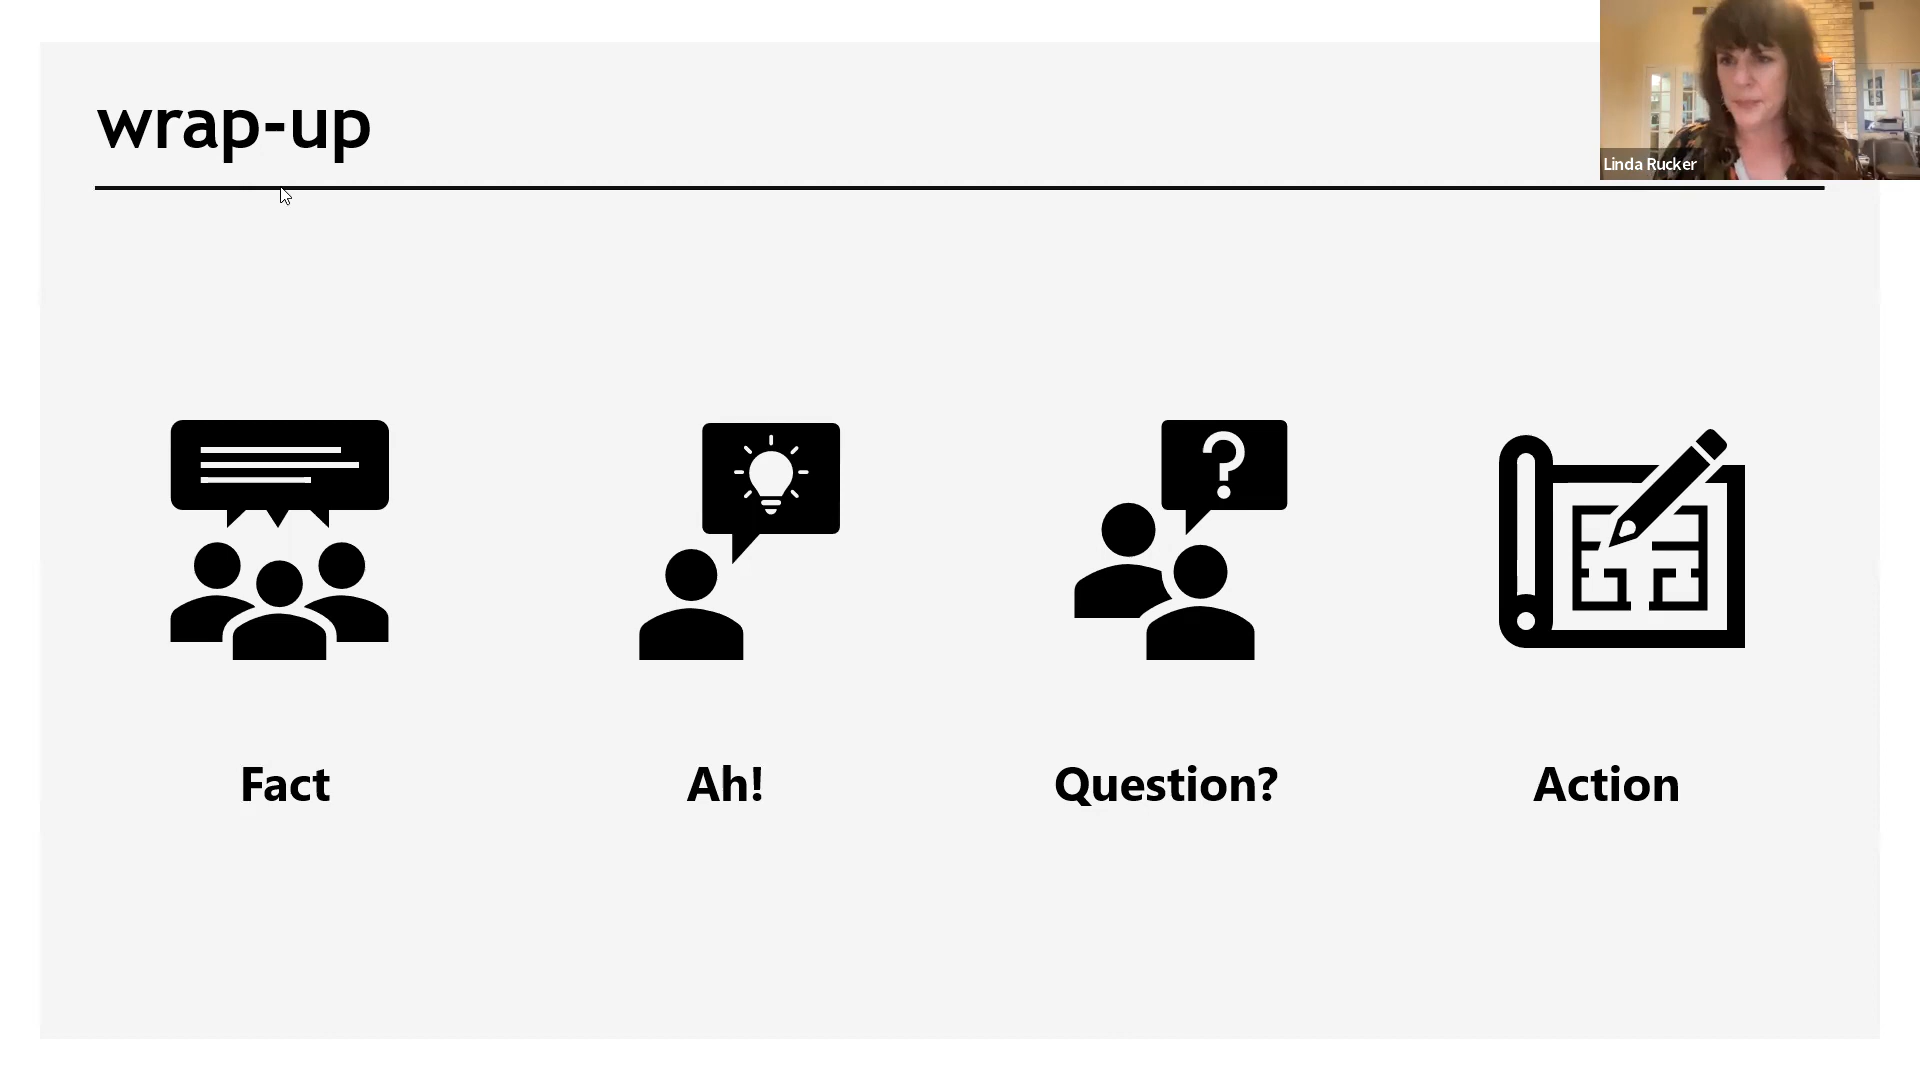 wrap-up
Linda Rucker
Fact
Ah!
Question?
Action